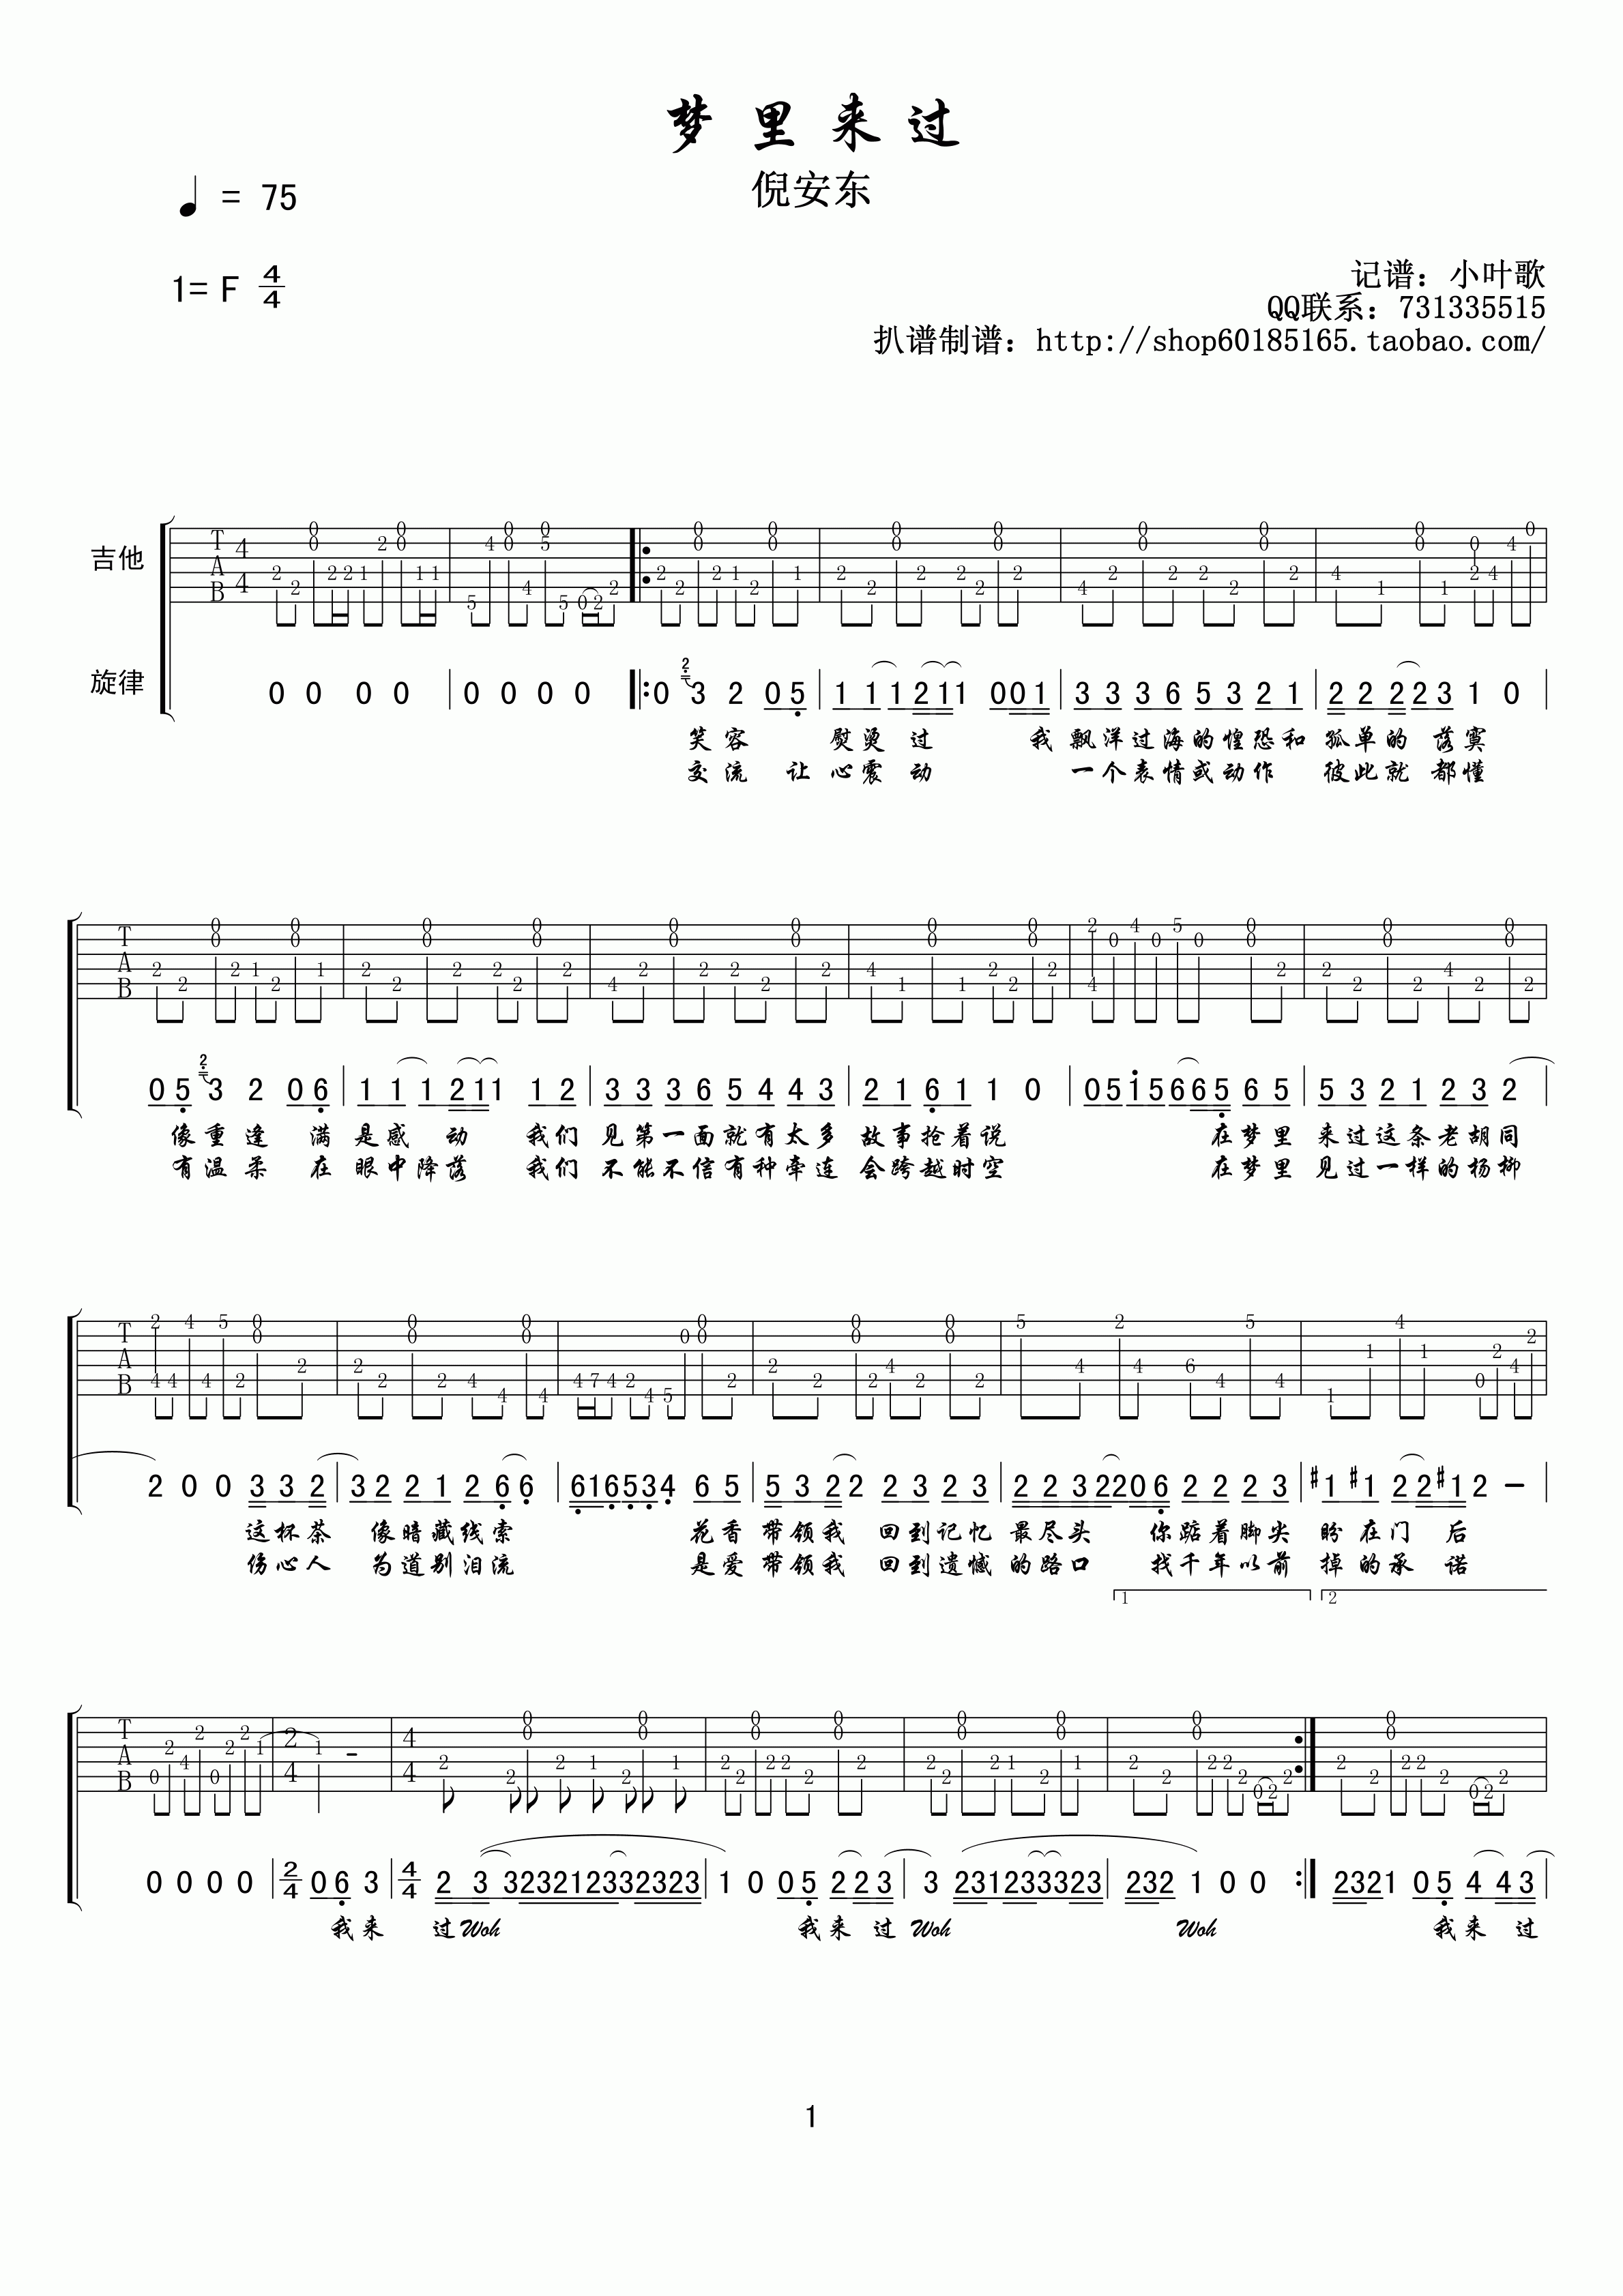 梦里来过
倪安东
♩ = 75
1= F 4/4
记谱：小叶歌
QQ联系：731335515
扒谱制谱：http://shop60185165.taobao.com/
吉他
旋律
0 0 0 0 | 0 0 0 0 |: 0 3 2 0 5 | 1 1 1 2 1 1 0 0 1 | 3 3 3 6 5 3 2 1 | 2 2 2 2 3 1 0 |
笑容 熨烫过 我飘洋过海的惶恐和孤单的落寞
交流 让心震动 一个表情或动作 彼此就都懂
0 5 3 2 0 6 | 1 1 1 2 1 1 1 2 | 3 3 3 6 5 4 4 3 | 2 1 6 1 1 0 | 0 5 1 5 6 6 5 6 5 | 5 3 2 1 2 3 2 |
像重逢 满是感动 我们见第一面就有太多 故事抢着说 在梦里 来过这条老胡同
有温柔 在眼中降落 我们不能不信有种牵连 会跨越时空 在梦里 见过一样的杨柳
2 0 0 3 3 2 | 3 2 2 1 2 6 6 | 6 1 6 5 3 4 6 5 | 5 3 2 2 2 3 2 3 | 2 2 3 2 2 0 6 2 2 2 3 | #1 #1 2 2 #1 2 - |
这杯茶 像暗藏线索 花香带领我 回到记忆最尽头 你踮着脚尖 盼在门后
伤心人 为道别泪流 是爱带领我 回到遗憾的路口 找千年以前 掉的承诺
1 2
0 0 0 0 | 2/4 0 6 3 | 4/4 2 3 3 2 3 2 1 2 3 3 2 3 2 3 | 1 0 0 5 2 2 3 | 3 2 3 1 2 3 3 3 2 3 | 2 3 2 1 0 0 :| 2 3 2 1 0 5 4 4 3 |
我来 过Woh 我来过Woh Woh 我来过
1